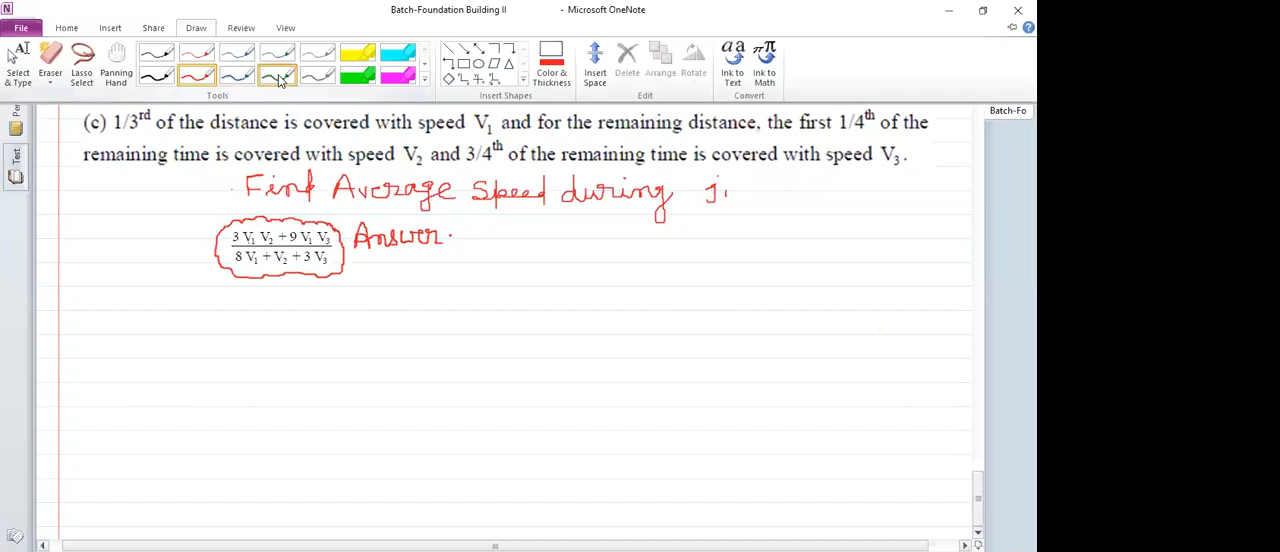 Batch-Foundation Building II - Microsoft OneNote
File Home Insert Share Draw Review View
Select & Type Eraser Lasso Select Panning Hand Color & Thickness Insert Space Delete Arrange Rotate Ink to Text Ink to Math
Tools Insert Shapes Edit Convert
Batch-Fo
Test
(c) 1/3rd of the distance is covered with speed V1 and for the remaining distance, the first 1/4th of the
remaining time is covered with speed V2 and 3/4th of the remaining time is covered with speed V3.
Find Average Speed during j
3 V1 V2 + 9 V1 V3 Answer.
8 V1 + V2 + 3 V3